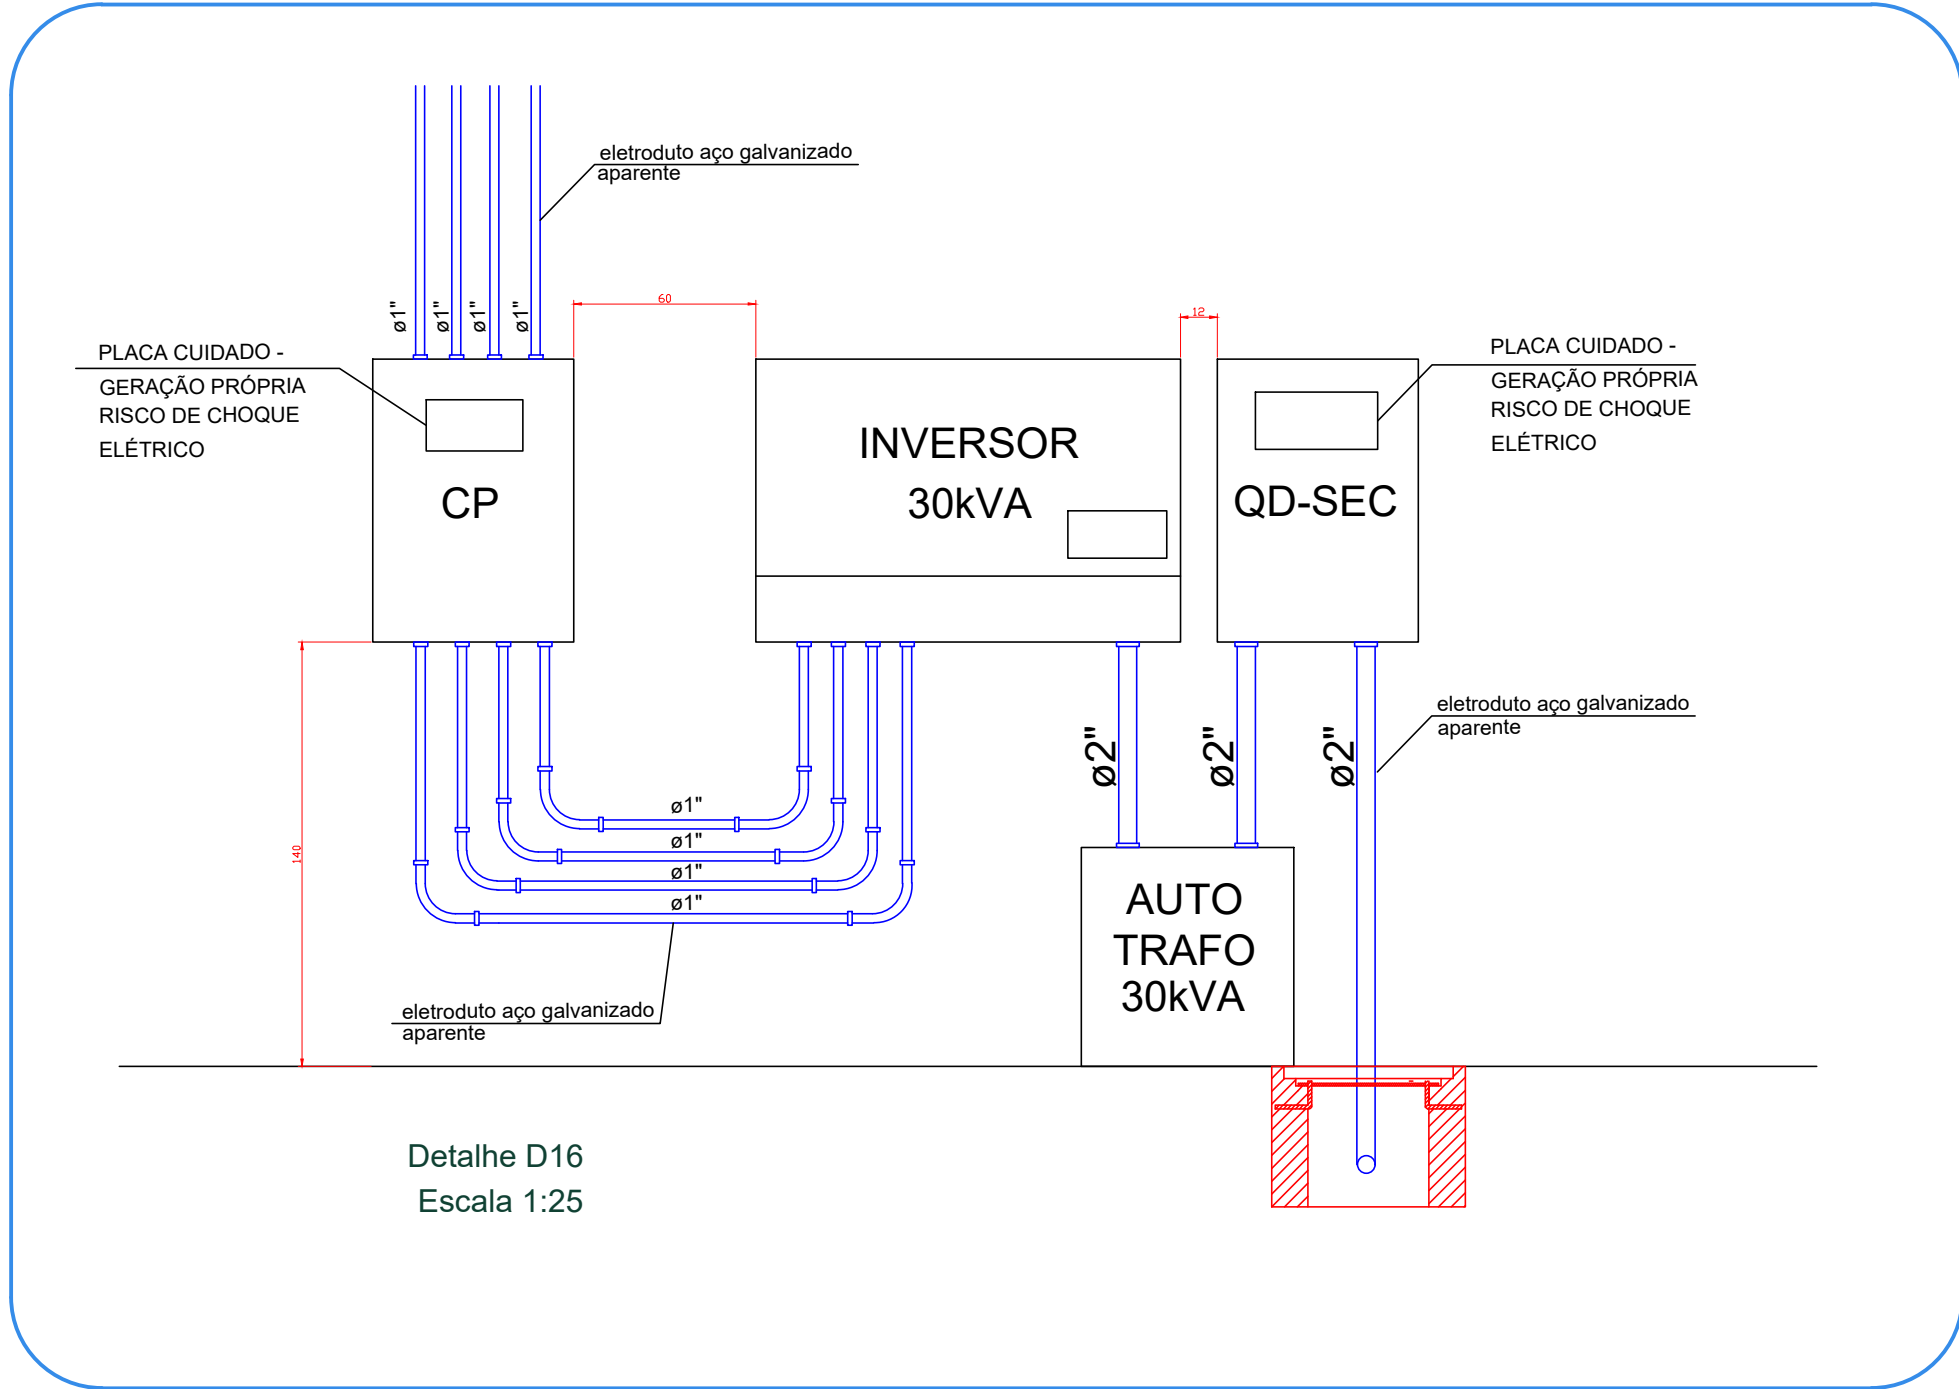 eletroduto aço galvanizado
aparente
ø1"
ø1"
ø1"
ø1"
60
12
PLACA CUIDADO -
GERAÇÃO PRÓPRIA
RISCO DE CHOQUE
ELÉTRICO
CP
INVERSOR
30kVA
QD-SEC
PLACA CUIDADO -
GERAÇÃO PRÓPRIA
RISCO DE CHOQUE
ELÉTRICO
eletroduto aço galvanizado
aparente
ø2"
ø2"
ø2"
ø1"
ø1"
ø1"
ø1"
140
AUTO
TRAFO
30kVA
eletroduto aço galvanizado
aparente
Detalhe D16
Escala 1:25